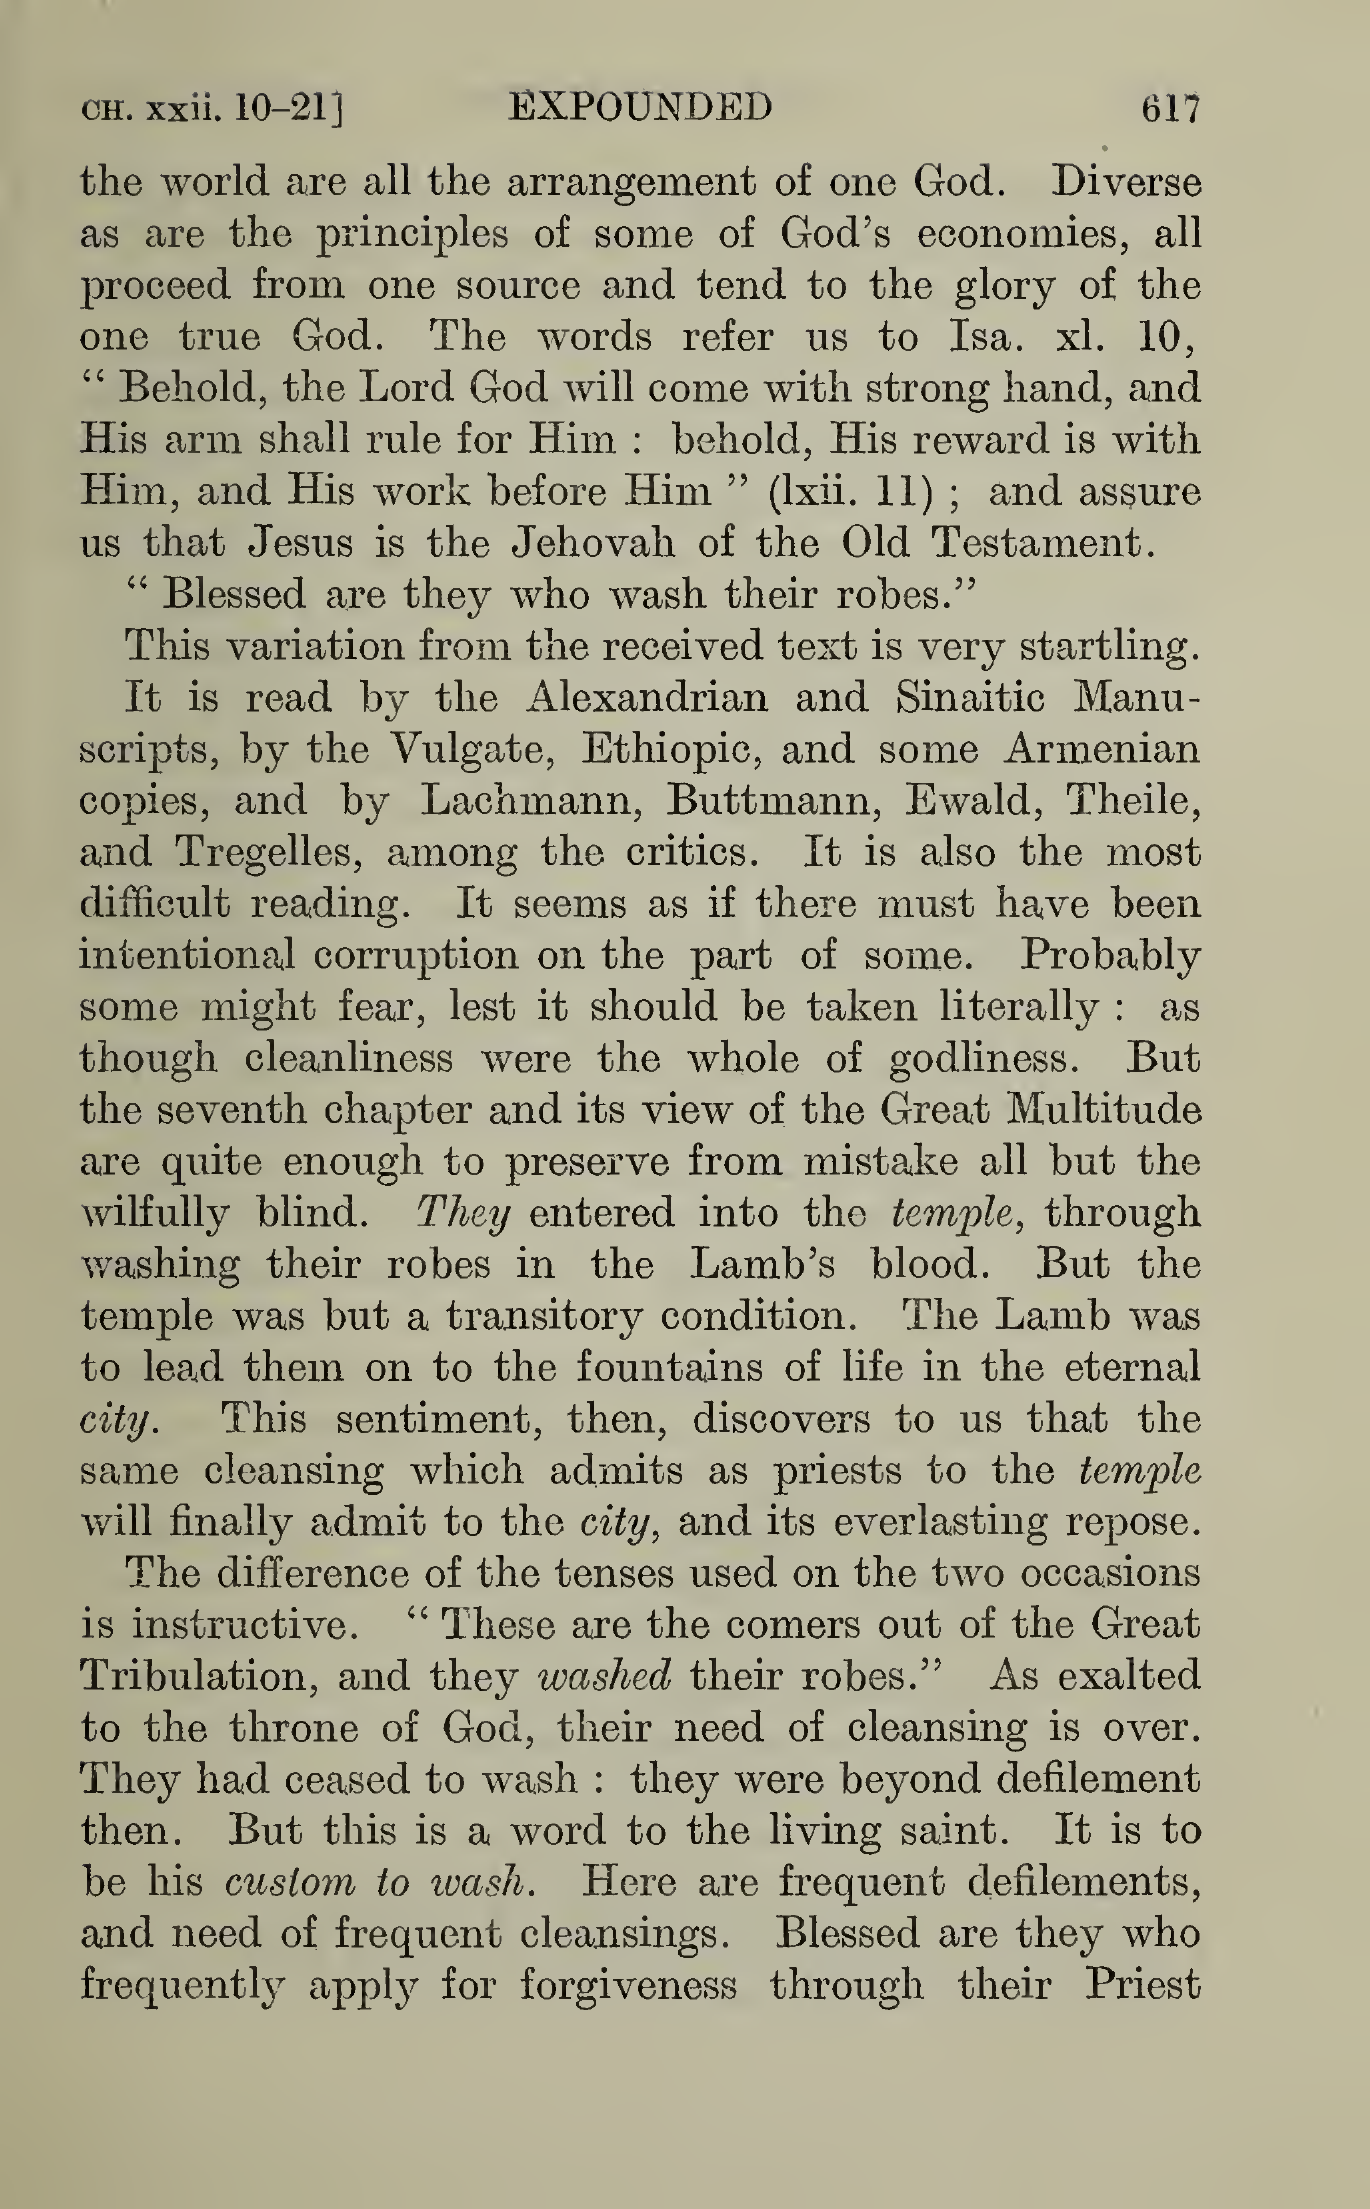 CH. xxii. 10–21] EXPOUNDED 617
the world are all the arrangement of one God. Diverse
as are the principles of some of God's economies, all
proceed from one source and tend to the glory of the
one true God. The words refer us to Isa. xl. 10,
“ Behold, the Lord God will come with strong hand, and
His arm shall rule for Him : behold, His reward is with
Him, and His work before Him ” (lxii. 11) ; and assure
us that Jesus is the Jehovah of the Old Testament.
“ Blessed are they who wash their robes.”
This variation from the received text is very startling.
It is read by the Alexandrian and Sinaitic Manu-
scripts, by the Vulgate, Ethiopic, and some Armenian
copies, and by Lachmann, Buttmann, Ewald, Theile,
and Tregelles, among the critics. It is also the most
difficult reading. It seems as if there must have been
intentional corruption on the part of some. Probably
some might fear, lest it should be taken literally : as
though cleanliness were the whole of godliness. But
the seventh chapter and its view of the Great Multitude
are quite enough to preserve from mistake all but the
wilfully blind. They entered into the temple, through
washing their robes in the Lamb's blood. But the
temple was but a transitory condition. The Lamb was
to lead them on to the fountains of life in the eternal
city. This sentiment, then, discovers to us that the
same cleansing which admits as priests to the temple
will finally admit to the city, and its everlasting repose.
The difference of the tenses used on the two occasions
is instructive. “ These are the comers out of the Great
Tribulation, and they washed their robes.” As exalted
to the throne of God, their need of cleansing is over.
They had ceased to wash : they were beyond defilement
then. But this is a word to the living saint. It is to
be his custom to wash. Here are frequent defilements,
and need of frequent cleansings. Blessed are they who
frequently apply for forgiveness through their Priest